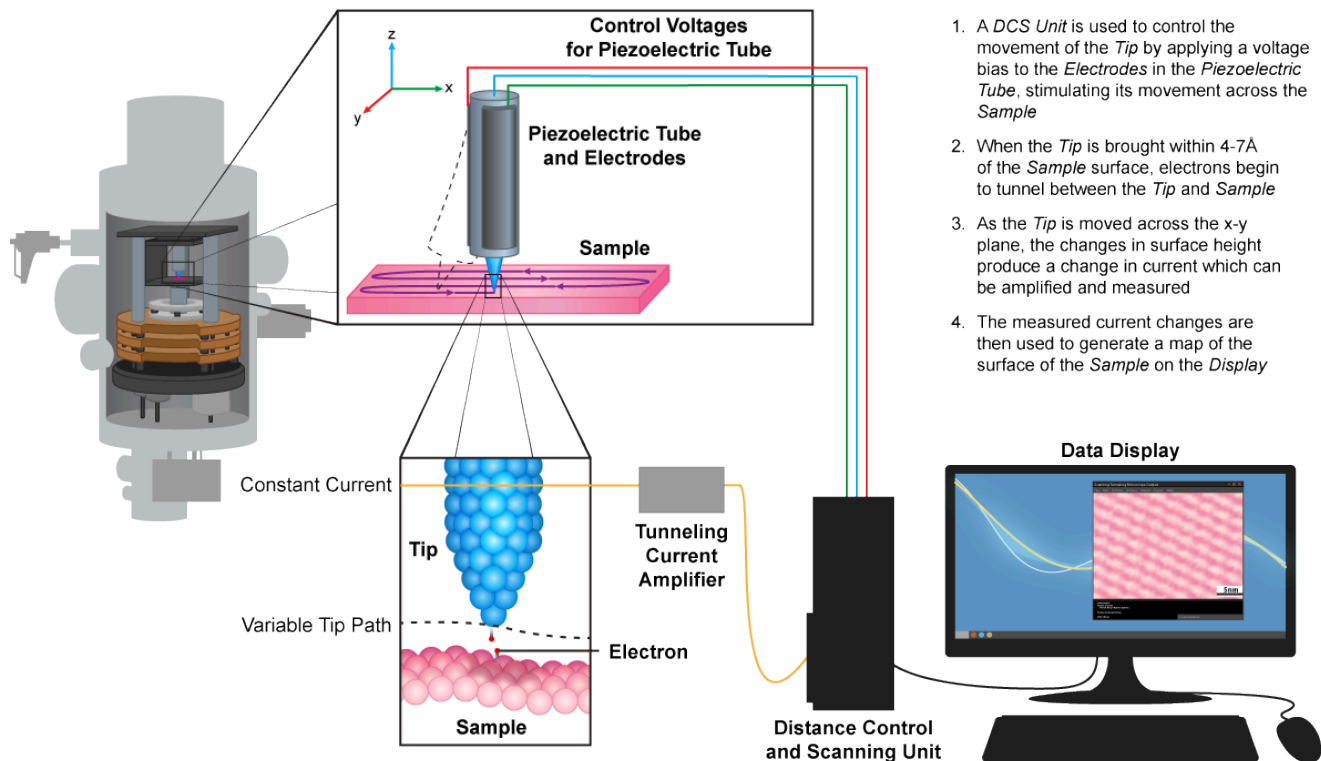 Control Voltages
for Piezoelectric Tube
z
x
y
Piezoelectric Tube
and Electrodes
Sample
1. A DCS Unit is used to control the
movement of the Tip by applying a voltage
bias to the Electrodes in the Piezoelectric
Tube, stimulating its movement across the
Sample
2. When the Tip is brought within 4-7Å
of the Sample surface, electrons begin
to tunnel between the Tip and Sample
3. As the Tip is moved across the x-y
plane, the changes in surface height
produce a change in current which can
be amplified and measured
4. The measured current changes are
then used to generate a map of the
surface of the Sample on the Display
Constant Current
Tip
Variable Tip Path
Electron
Sample
Tunneling
Current
Amplifier
Distance Control
and Scanning Unit
Data Display
5nm